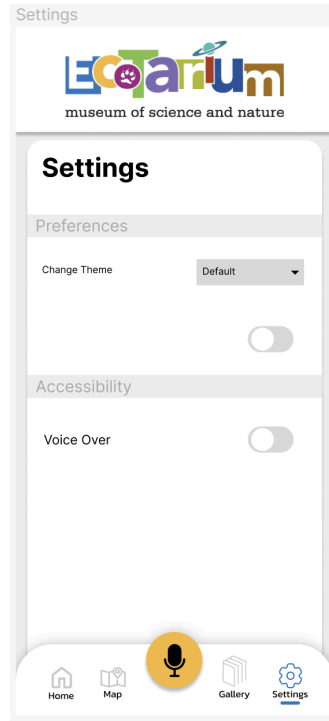 Settings
EcoTarium
museum of science and nature
Settings
Preferences
Change Theme Default
Accessibility
Voice Over
Home Map Gallery Settings